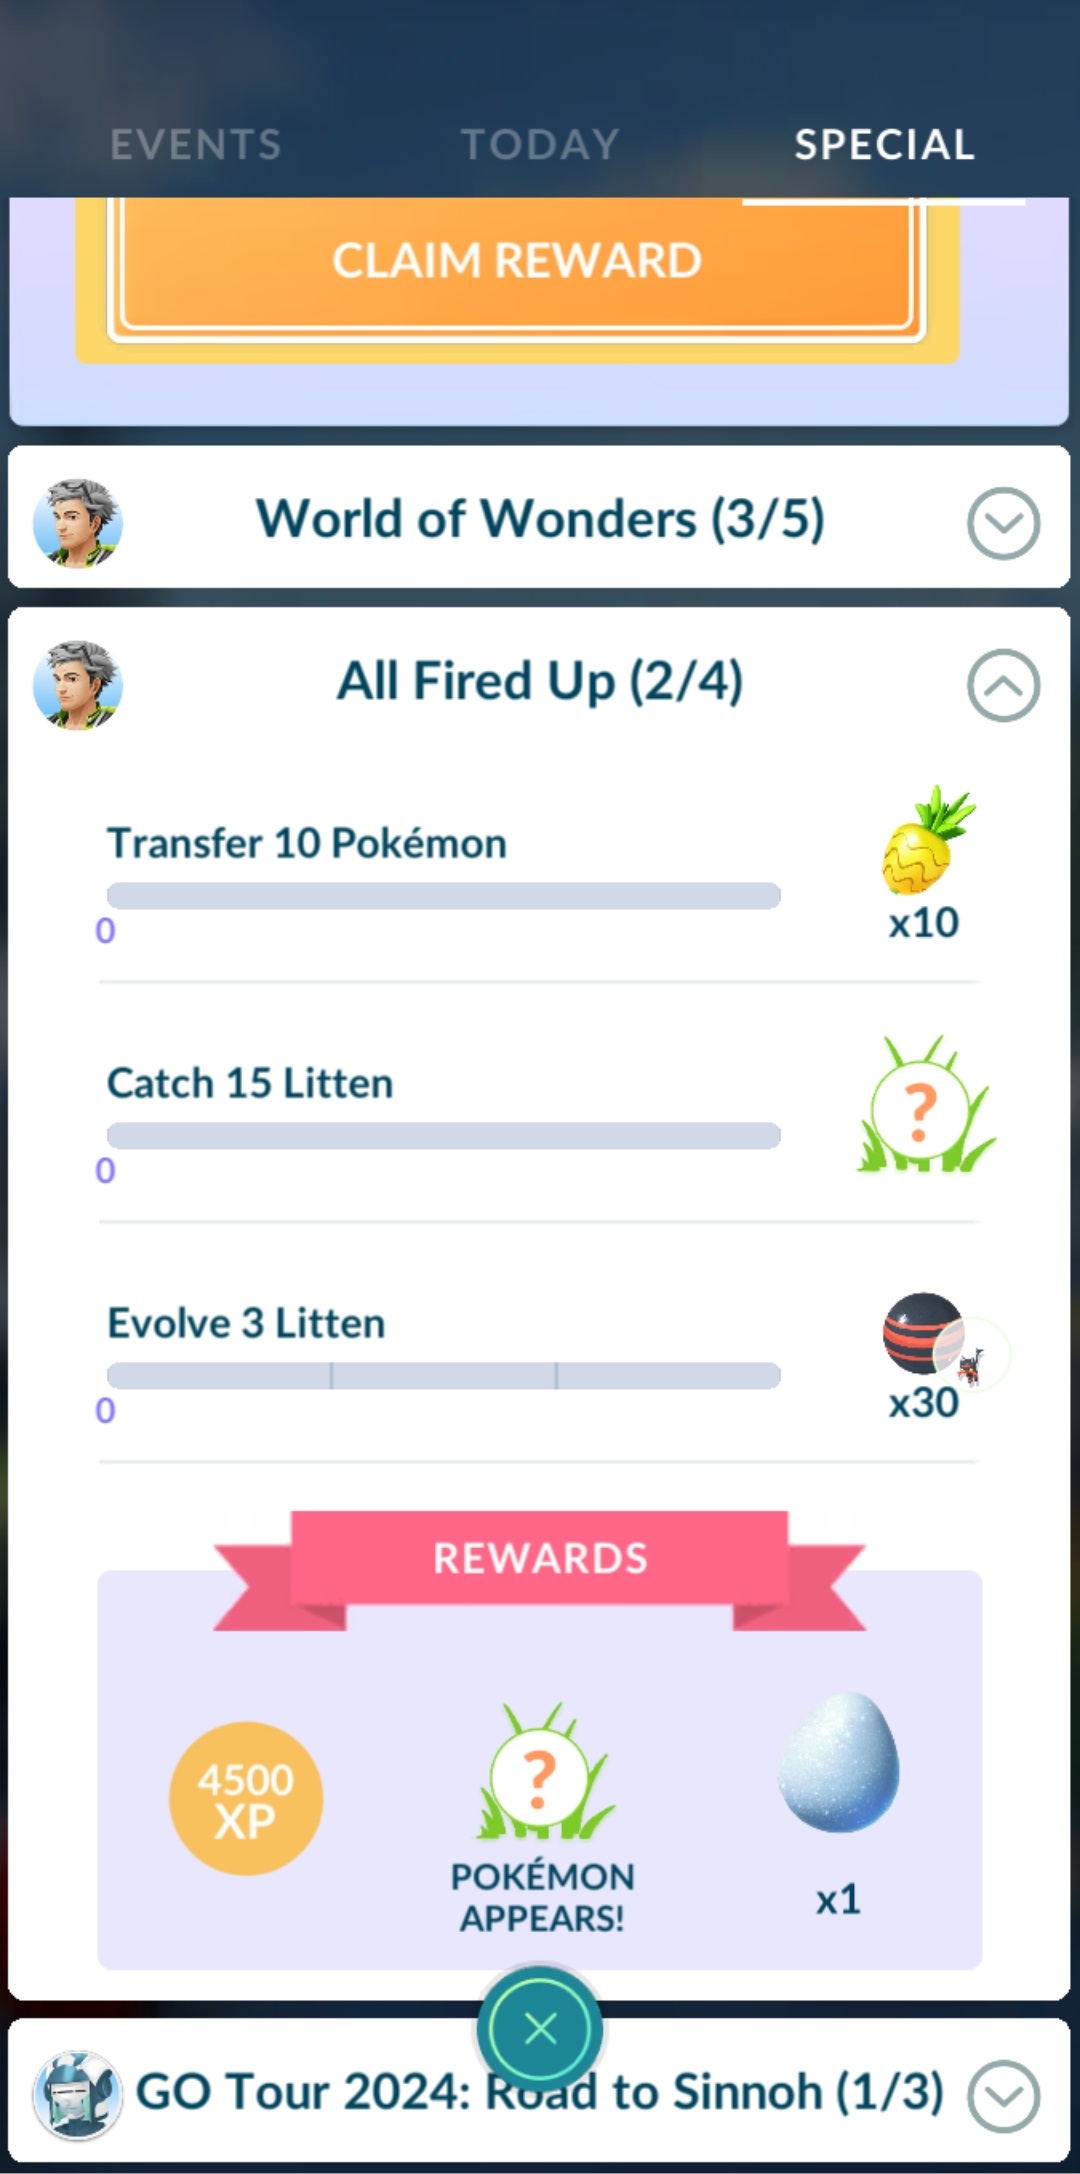 EVENTS
TODAY
SPECIAL
CLAIM REWARD
World of Wonders (3/5)
All Fired Up (2/4)
Transfer 10 Pokémon
0
x10
Catch 15 Litten
0
?
Evolve 3 Litten
0
x30
REWARDS
4500
XP
?
POKÉMON
APPEARS!
x1
GO Tour 2024: Road to Sinnoh (1/3)